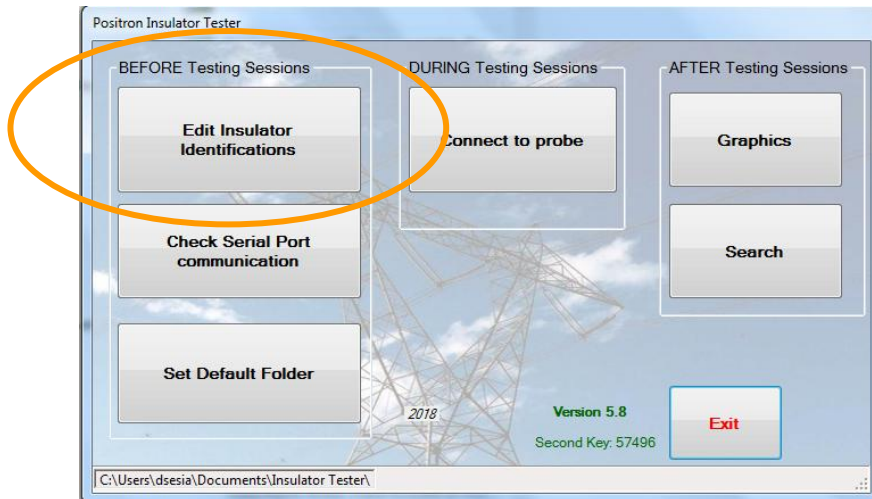 Positron Insulator Tester
BEFORE Testing Sessions
Edit Insulator
Identifications
Check Serial Port
communication
Set Default Folder
DURING Testing Sessions
Connect to probe
AFTER Testing Sessions
Graphics
Search
2018
Version 5.8
Second Key: 57496
Exit
C:\Users\dsesia\Documents\Insulator Tester\